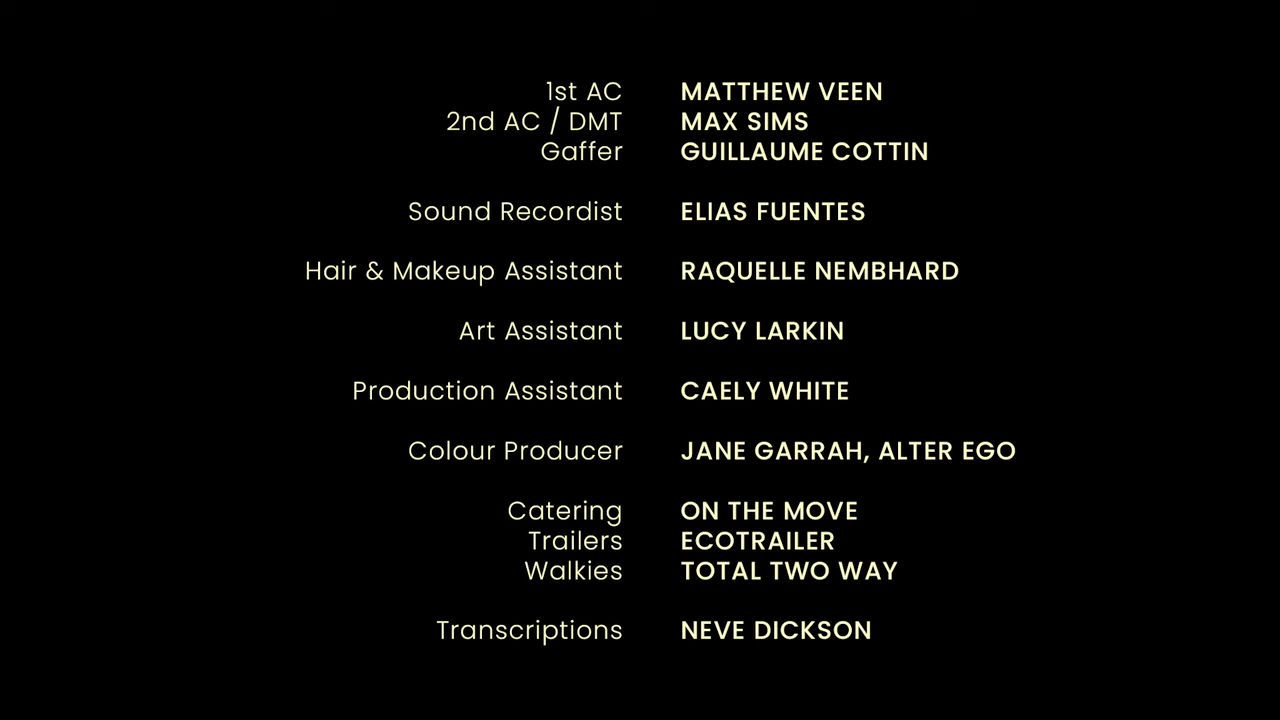 1st AC MATTHEW VEEN
2nd AC / DMT MAX SIMS
Gaffer GUILLAUME COTTIN
Sound Recordist ELIAS FUENTES
Hair & Makeup Assistant RAQUELLE NEMBHARD
Art Assistant LUCY LARKIN
Production Assistant CAELY WHITE
Colour Producer JANE GARRAH, ALTER EGO
Catering ON THE MOVE
Trailers ECOTRAILER
Walkies TOTAL TWO WAY
Transcriptions NEVE DICKSON